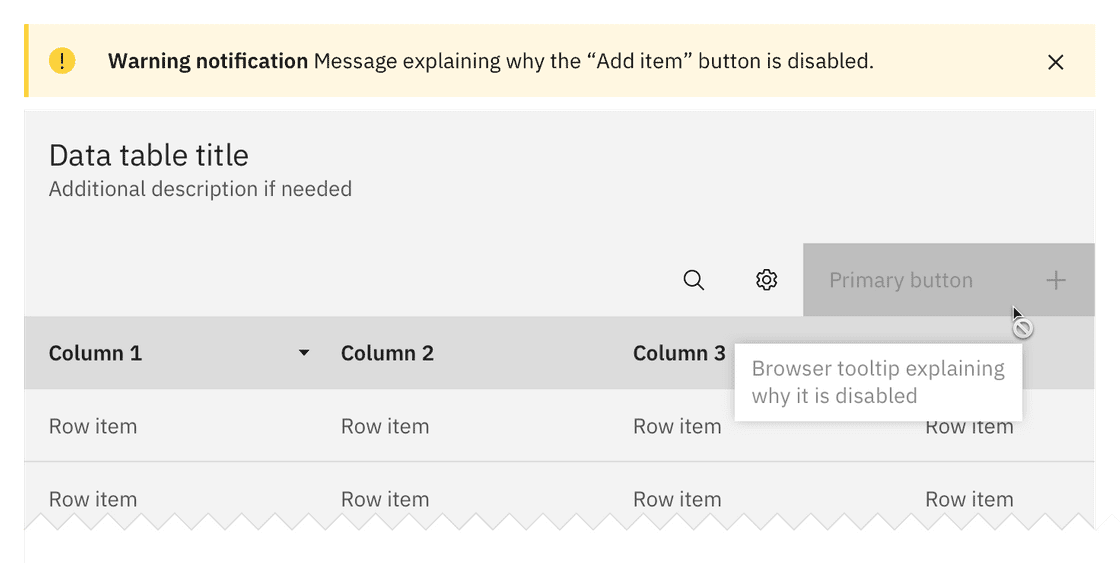 Warning notification Message explaining why the “Add item” button is disabled.
Data table title
Additional description if needed
Primary button
Column 1 Column 2 Column 3
Browser tooltip explaining
why it is disabled
Row item Row item Row item Row item
Row item Row item Row item Row item